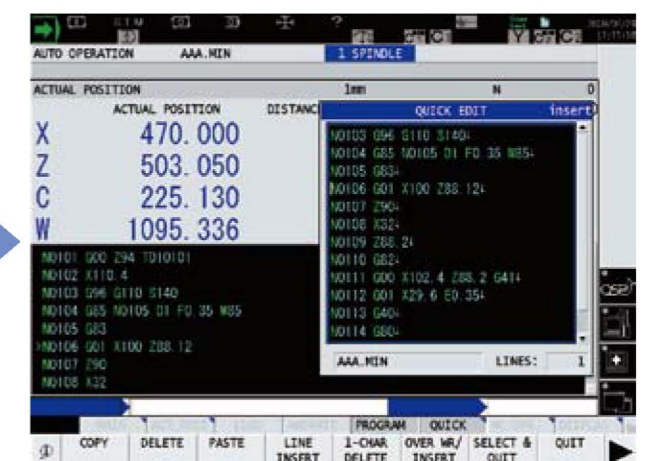 AUTO OPERATION AAA.MIN 1 SPINDLE
ACTUAL POSITION 1mm N 0
ACTUAL POSITION DISTANC
X 470.000
Z 503.050
C 225.130
W 1095.336
N0101 G00 Z94 T010101
N0102 X110.4
N0103 G96 G110 S140
N0104 G85 N0105 D1 F0.35 W85
N0105 G83
N0106 G01 X100 Z88.12
N0107 Z90
N0108 X32
QUICK EDIT insert
N0103 G96 G110 S140↓
N0104 G85 N0105 D1 F0.35 W85↓
N0105 G83↓
N0106 G01 X100 Z88.12↓
N0107 Z90↓
N0108 X32↓
N0109 Z88.2↓
N0110 G82↓
N0111 G00 X102.4 Z88.2 G41↓
N0112 G01 X29.6 E0.35↓
N0113 G40↓
N0114 G80↓
AAA.MIN LINES: 1
OSP
PROGRAM QUICK
COPY
DELETE
PASTE
LINE INSERT
1-CHAR DELETE
OVER WR/ INSERT
SELECT & QUIT
QUIT